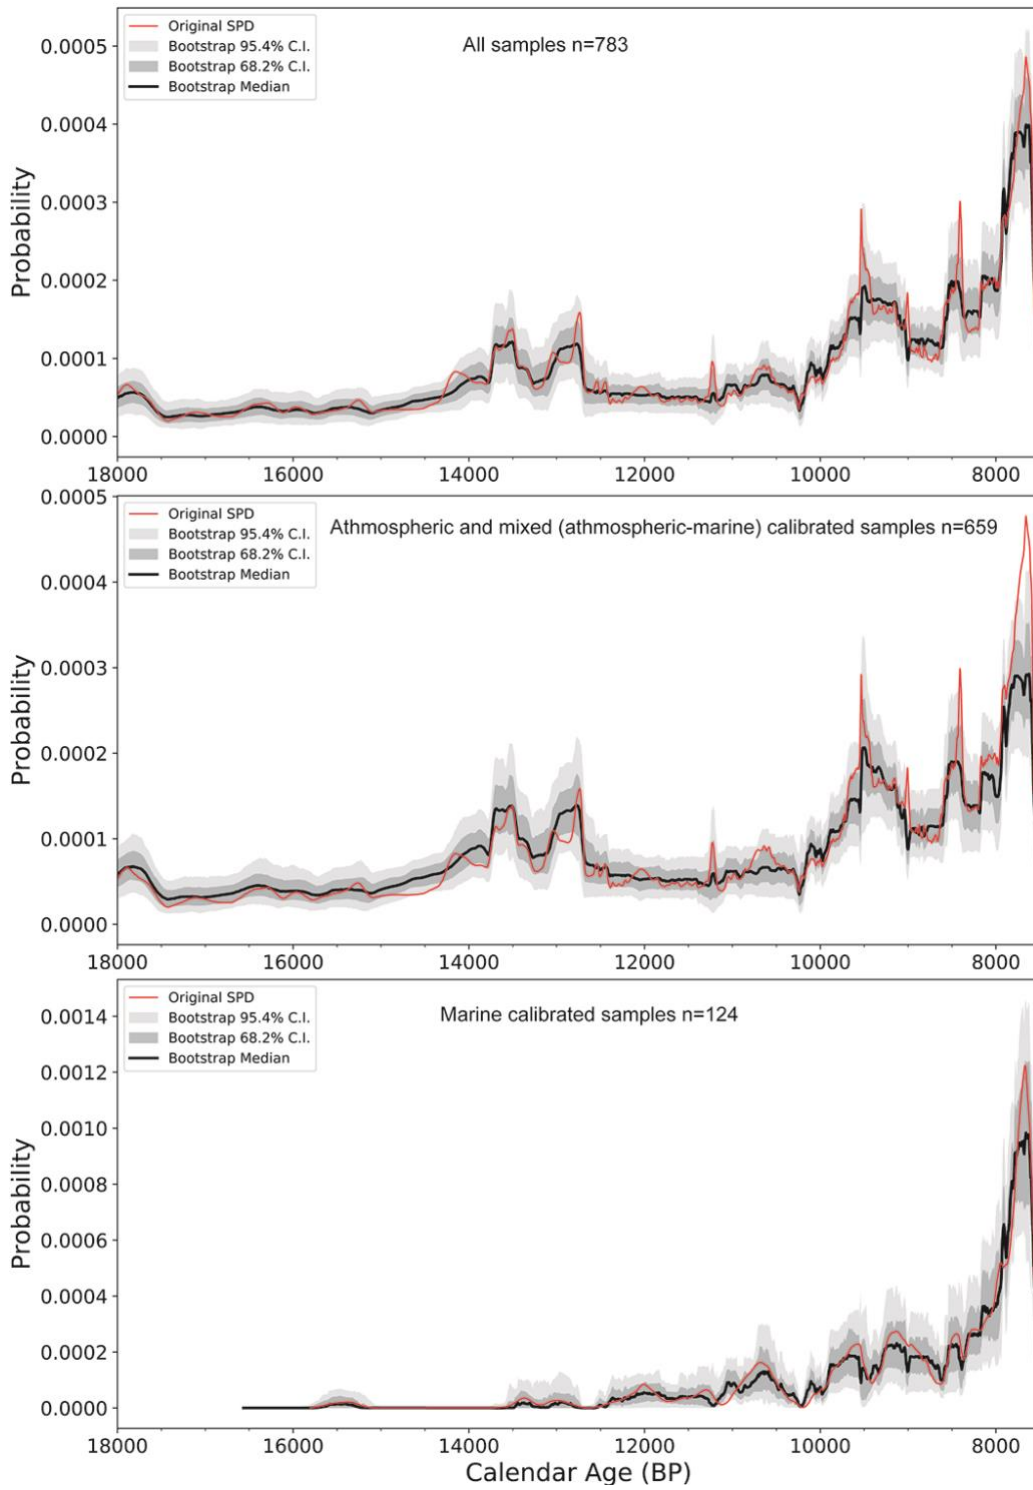 Original SPD
Bootstrap 95.4% C.I.
Bootstrap 68.2% C.I.
Bootstrap Median
All samples n=783
Probability
0.0005
0.0004
0.0003
0.0002
0.0001
0.0000
18000 16000 14000 12000 10000 8000
Original SPD
Bootstrap 95.4% C.I.
Bootstrap 68.2% C.I.
Bootstrap Median
Athmospheric and mixed (athmospheric-marine) calibrated samples n=659
Probability
0.0005
0.0004
0.0003
0.0002
0.0001
0.0000
18000 16000 14000 12000 10000 8000
Original SPD
Bootstrap 95.4% C.I.
Bootstrap 68.2% C.I.
Bootstrap Median
Marine calibrated samples n=124
Probability
0.0014
0.0012
0.0010
0.0008
0.0006
0.0004
0.0002
0.0000
18000 16000 14000 12000 10000 8000
Calendar Age (BP)